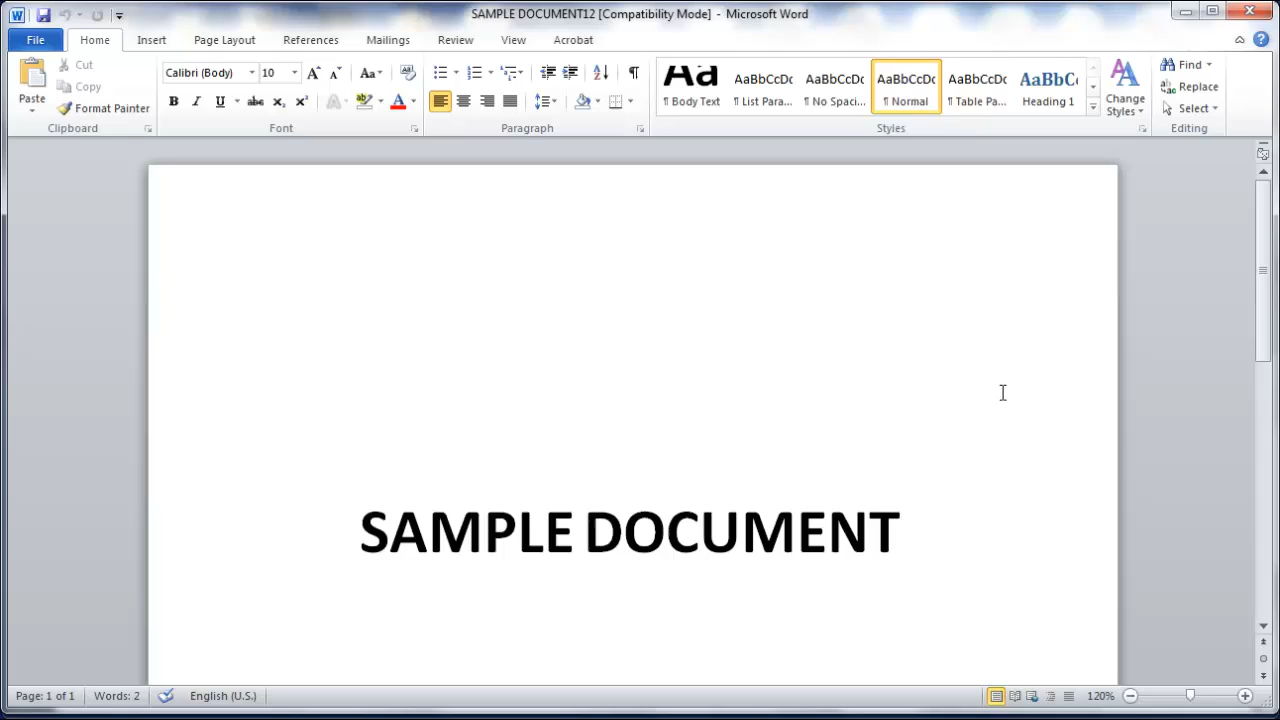 SAMPLE DOCUMENT12 [Compatibility Mode] - Microsoft Word
File Home Insert Page Layout References Mailings Review View Acrobat
Paste
Cut
Copy
Format Painter
Clipboard
Calibri (Body) 10
Font
Paragraph
AaBbCcDc AaBbCcDc AaBbCcDc AaBbCcDc AaBbC
¶ Body Text ¶ List Para... ¶ No Spaci... ¶ Normal ¶ Table Pa... Heading 1
Change
Styles
Styles
Find
Replace
Select
Editing
SAMPLE DOCUMENT
Page: 1 of 1 Words: 2 English (U.S.) 120%